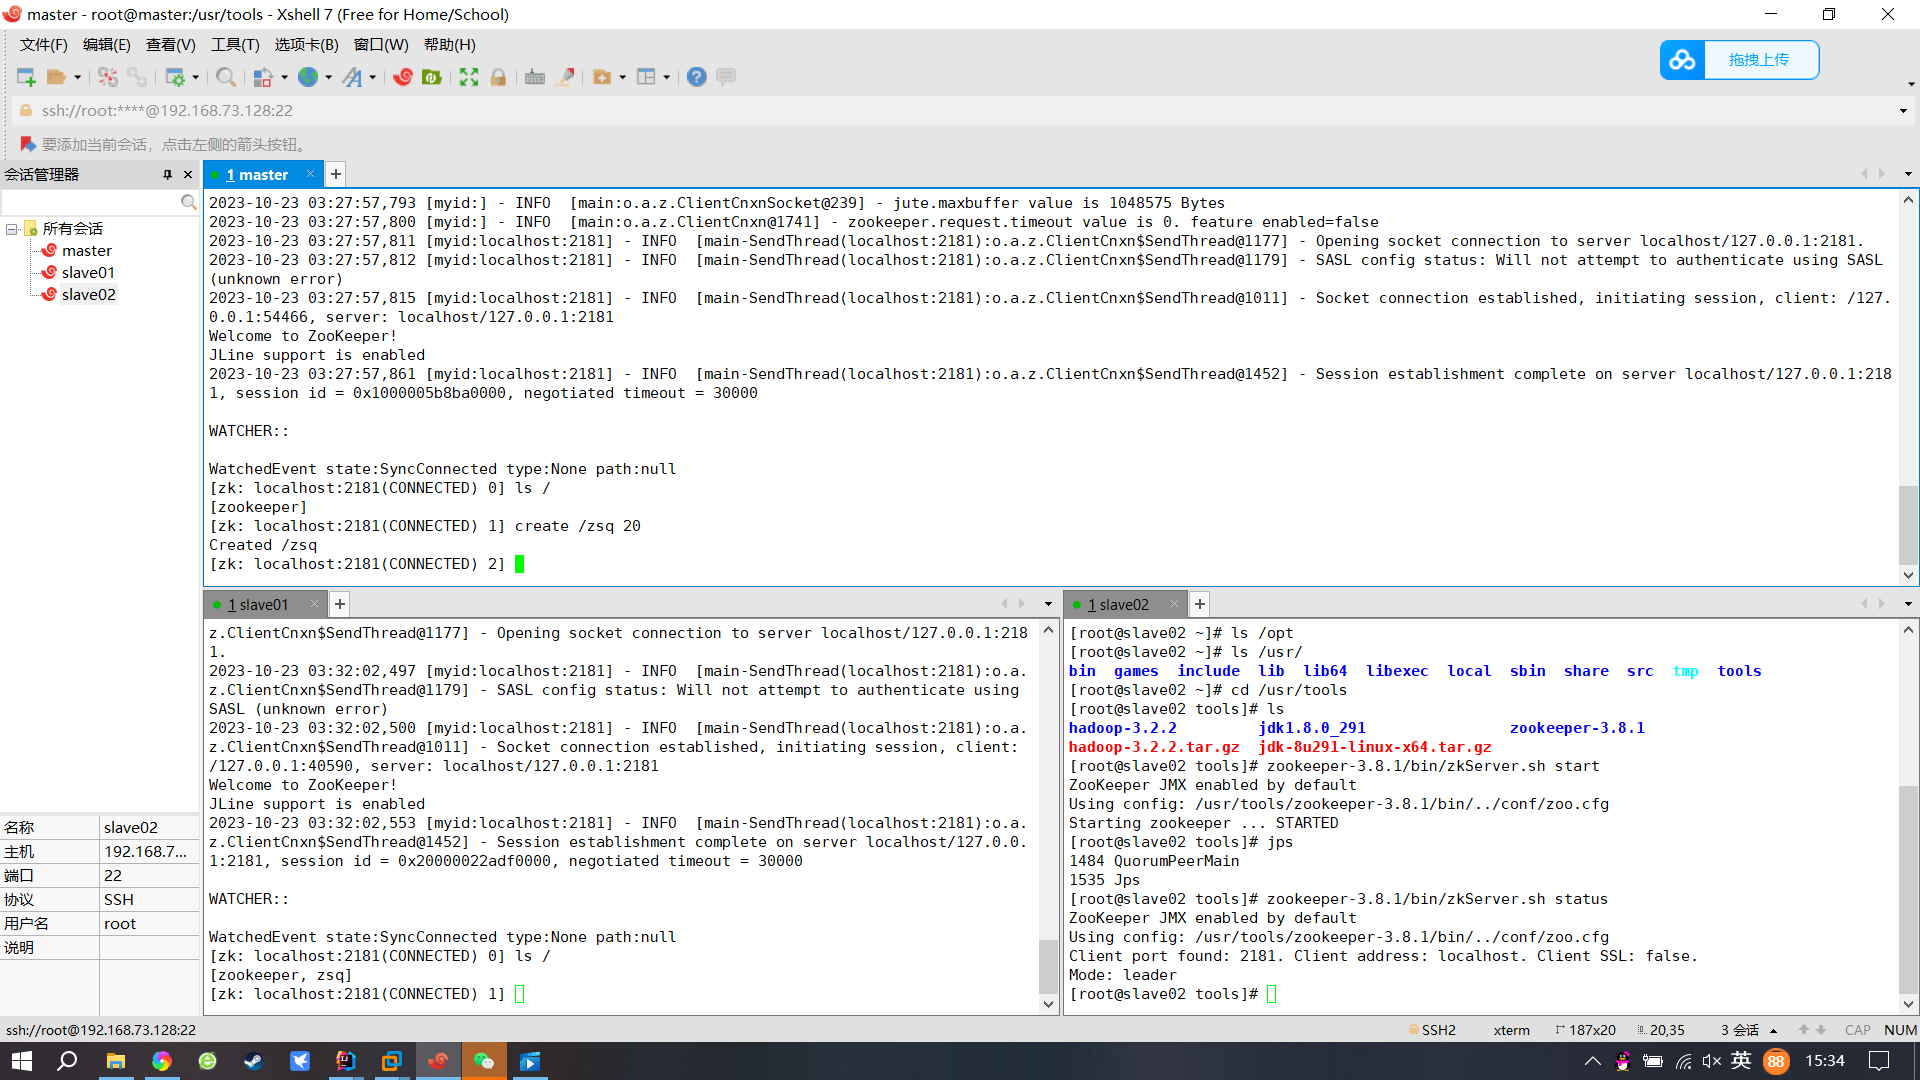 master - root@master:/usr/tools - Xshell 7 (Free for Home/School)
文件(F) 编辑(E) 查看(V) 工具(T) 选项卡(B) 窗口(W) 帮助(H)
拖拽上传
ssh://root:****@192.168.73.128:22
要添加当前会话，点击左侧的箭头按钮。
会话管理器
1 master
所有会话
master
slave01
slave02
2023-10-23 03:27:57,793 [myid:] - INFO  [main:o.a.z.ClientCnxnSocket@239] - jute.maxbuffer value is 1048575 Bytes
2023-10-23 03:27:57,800 [myid:] - INFO  [main:o.a.z.ClientCnxn@1741] - zookeeper.request.timeout value is 0. feature enabled=false
2023-10-23 03:27:57,811 [myid:localhost:2181] - INFO  [main-SendThread(localhost:2181):o.a.z.ClientCnxn$SendThread@1177] - Opening socket connection to server localhost/127.0.0.1:2181.
2023-10-23 03:27:57,812 [myid:localhost:2181] - INFO  [main-SendThread(localhost:2181):o.a.z.ClientCnxn$SendThread@1179] - SASL config status: Will not attempt to authenticate using SASL
(unknown error)
2023-10-23 03:27:57,815 [myid:localhost:2181] - INFO  [main-SendThread(localhost:2181):o.a.z.ClientCnxn$SendThread@1011] - Socket connection established, initiating session, client: /127.
0.0.1:54466, server: localhost/127.0.0.1:2181
Welcome to ZooKeeper!
JLine support is enabled
2023-10-23 03:27:57,861 [myid:localhost:2181] - INFO  [main-SendThread(localhost:2181):o.a.z.ClientCnxn$SendThread@1452] - Session establishment complete on server localhost/127.0.0.1:218
1, session id = 0x1000005b8ba0000, negotiated timeout = 30000
WATCHER::
WatchedEvent state:SyncConnected type:None path:null
[zk: localhost:2181(CONNECTED) 0] ls /
[zookeeper]
[zk: localhost:2181(CONNECTED) 1] create /zsq 20
Created /zsq
[zk: localhost:2181(CONNECTED) 2]
1 slave01
z.ClientCnxn$SendThread@1177] - Opening socket connection to server localhost/127.0.0.1:218
1.
2023-10-23 03:32:02,497 [myid:localhost:2181] - INFO  [main-SendThread(localhost:2181):o.a.
z.ClientCnxn$SendThread@1179] - SASL config status: Will not attempt to authenticate using
SASL (unknown error)
2023-10-23 03:32:02,500 [myid:localhost:2181] - INFO  [main-SendThread(localhost:2181):o.a.
z.ClientCnxn$SendThread@1011] - Socket connection established, initiating session, client:
/127.0.0.1:40590, server: localhost/127.0.0.1:2181
Welcome to ZooKeeper!
JLine support is enabled
2023-10-23 03:32:02,553 [myid:localhost:2181] - INFO  [main-SendThread(localhost:2181):o.a.
z.ClientCnxn$SendThread@1452] - Session establishment complete on server localhost/127.0.0.
1:2181, session id = 0x20000022adf0000, negotiated timeout = 30000
WATCHER::
WatchedEvent state:SyncConnected type:None path:null
[zk: localhost:2181(CONNECTED) 0] ls /
[zookeeper, zsq]
[zk: localhost:2181(CONNECTED) 1]
1 slave02
[root@slave02 ~]# ls /opt
[root@slave02 ~]# ls /usr/
bin  games  include  lib  lib64  libexec  local  sbin  share  src  tmp  tools
[root@slave02 ~]# cd /usr/tools
[root@slave02 tools]# ls
hadoop-3.2.2  jdk1.8.0_291  zookeeper-3.8.1
hadoop-3.2.2.tar.gz  jdk-8u291-linux-x64.tar.gz
[root@slave02 tools]# zookeeper-3.8.1/bin/zkServer.sh start
ZooKeeper JMX enabled by default
Using config: /usr/tools/zookeeper-3.8.1/bin/../conf/zoo.cfg
Starting zookeeper ... STARTED
[root@slave02 tools]# jps
1484 QuorumPeerMain
1535 Jps
[root@slave02 tools]# zookeeper-3.8.1/bin/zkServer.sh status
ZooKeeper JMX enabled by default
Using config: /usr/tools/zookeeper-3.8.1/bin/../conf/zoo.cfg
Client port found: 2181. Client address: localhost. Client SSL: false.
Mode: leader
[root@slave02 tools]#
名称 slave02
主机 192.168.7...
端口 22
协议 SSH
用户名 root
说明
ssh://root@192.168.73.128:22
SSH2 xterm 187x20 20,35 3 会话 CAP NUM
英 88 15:34